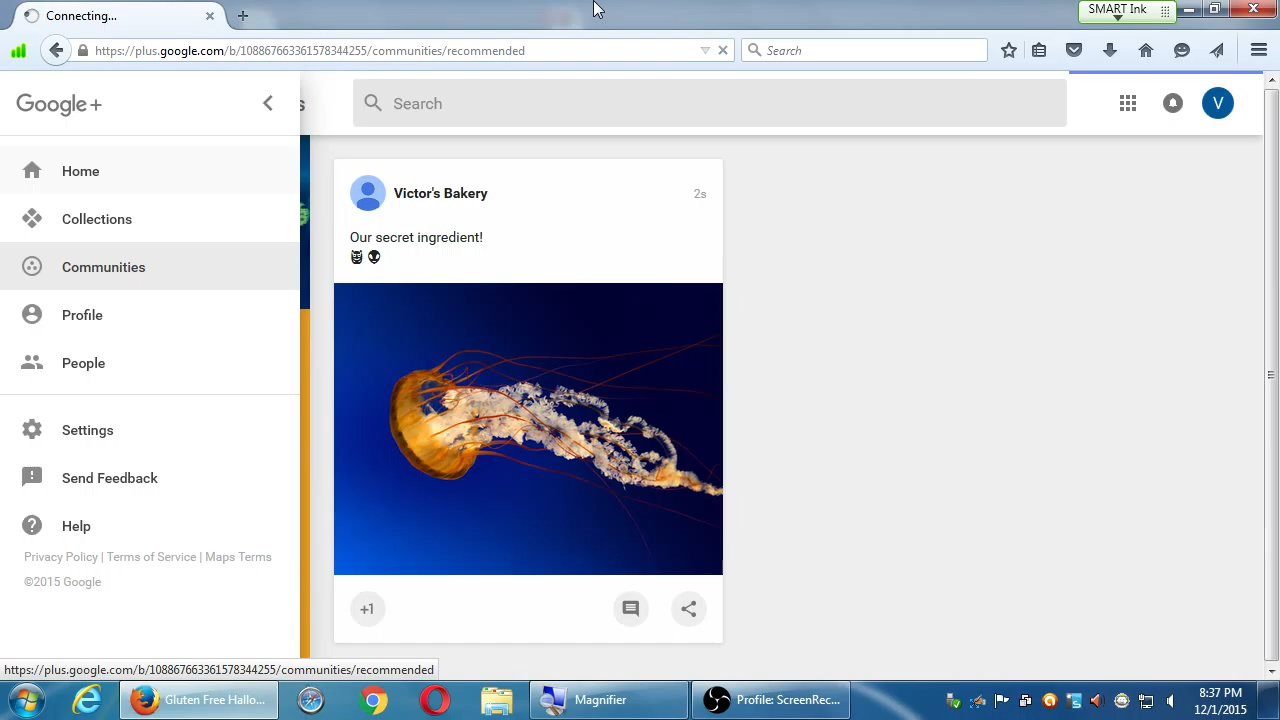 Connecting...
SMART Ink
https://plus.google.com/b/108867663361578344255/communities/recommended
Search
Google+
s
Search
V
Home
Collections
Communities
Profile
People
Settings
Send Feedback
Help
Privacy Policy | Terms of Service | Maps Terms
©2015 Google
Victor's Bakery
2s
Our secret ingredient!
+1
https://plus.google.com/b/108867663361578344255/communities/recommended
Gluten Free Hallo...
Magnifier
Profile: ScreenRec...
8:37 PM
12/1/2015